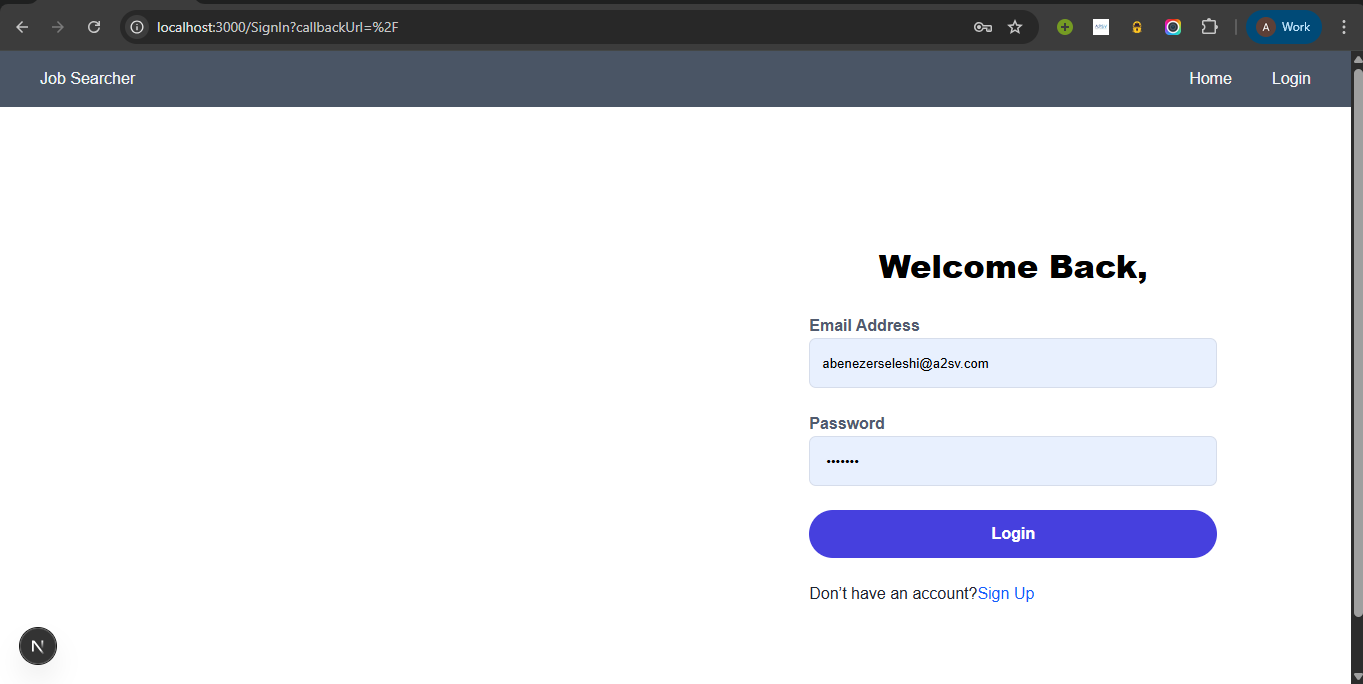 localhost:3000/SignIn?callbackUrl=%2F
A Work
Job Searcher Home Login
Welcome Back,
Email Address
abenezerseleshi@a2sv.com
Password
•••••••
Login
Don’t have an account?Sign Up
N